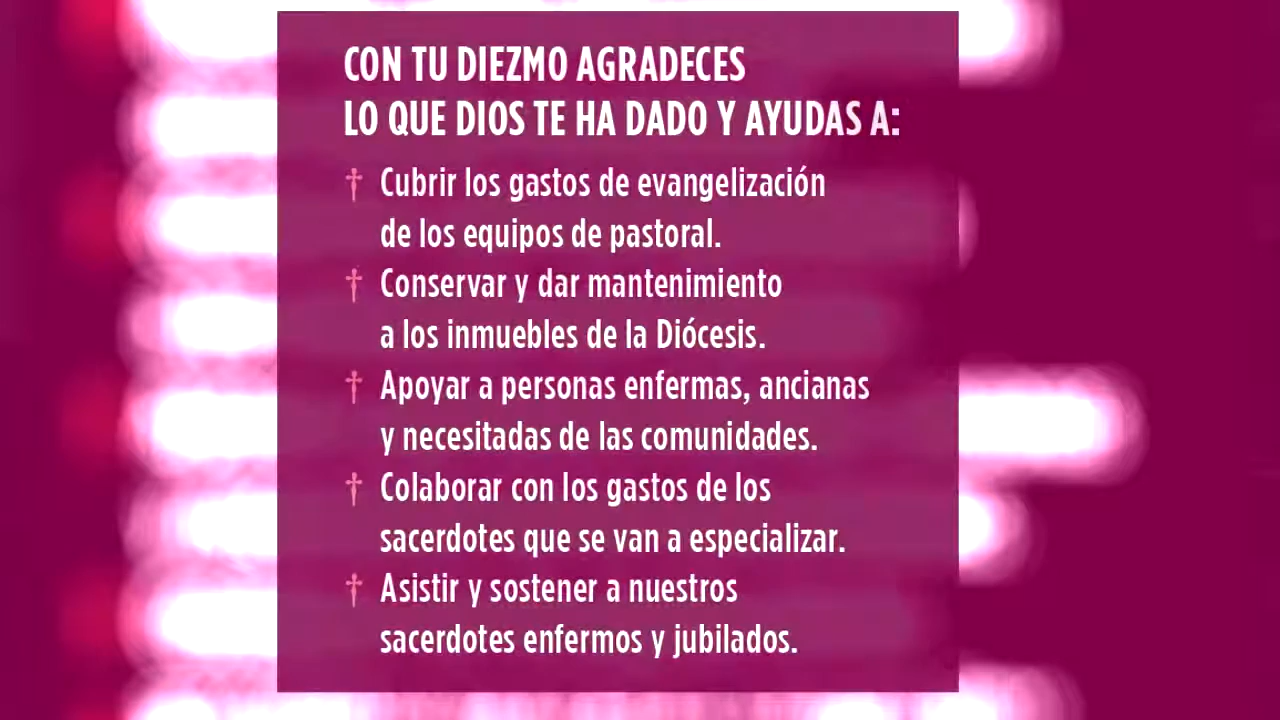 CON TU DIEZMO AGRADECES
LO QUE DIOS TE HA DADO Y AYUDAS A:
† Cubrir los gastos de evangelización
de los equipos de pastoral.
† Conservar y dar mantenimiento
a los inmuebles de la Diócesis.
† Apoyar a personas enfermas, ancianas
y necesitadas de las comunidades.
† Colaborar con los gastos de los
sacerdotes que se van a especializar.
† Asistir y sostener a nuestros
sacerdotes enfermos y jubilados.